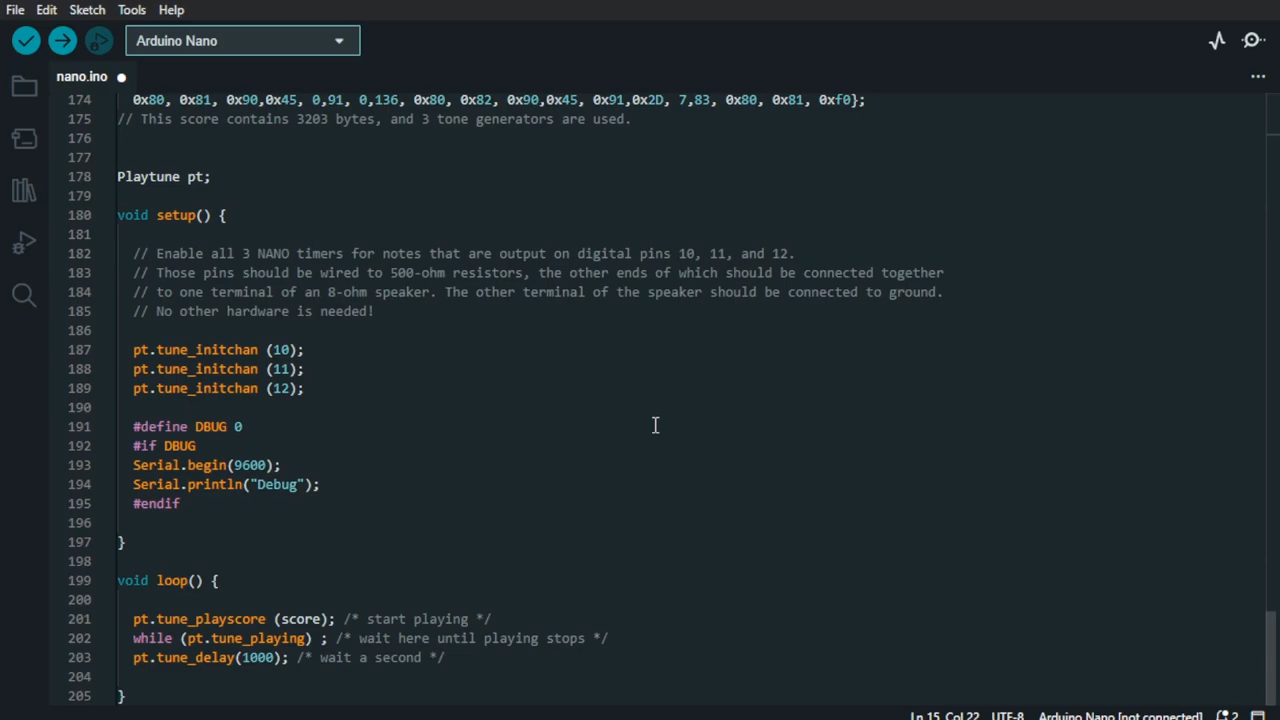 File Edit Sketch Tools Help
Arduino Nano
nano.ino
174 0x80, 0x81, 0x90,0x45, 0,91, 0,136, 0x80, 0x82, 0x90,0x45, 0x91,0x2D, 7,83, 0x80, 0x81, 0xf0};
175 // This score contains 3203 bytes, and 3 tone generators are used.
176
177
178 Playtune pt;
179
180 void setup() {
181
182 // Enable all 3 NANO timers for notes that are output on digital pins 10, 11, and 12.
183 // Those pins should be wired to 500-ohm resistors, the other ends of which should be connected together
184 // to one terminal of an 8-ohm speaker. The other terminal of the speaker should be connected to ground.
185 // No other hardware is needed!
186
187 pt.tune_initchan (10);
188 pt.tune_initchan (11);
189 pt.tune_initchan (12);
190
191 #define DBUG 0
192 #if DBUG
193 Serial.begin(9600);
194 Serial.println("Debug");
195 #endif
196
197 }
198
199 void loop() {
200
201 pt.tune_playscore (score); /* start playing */
202 while (pt.tune_playing) ; /* wait here until playing stops */
203 pt.tune_delay(1000); /* wait a second */
204
205 }
Ln 15, Col 22 UTF-8 Arduino Nano [not connected] 2